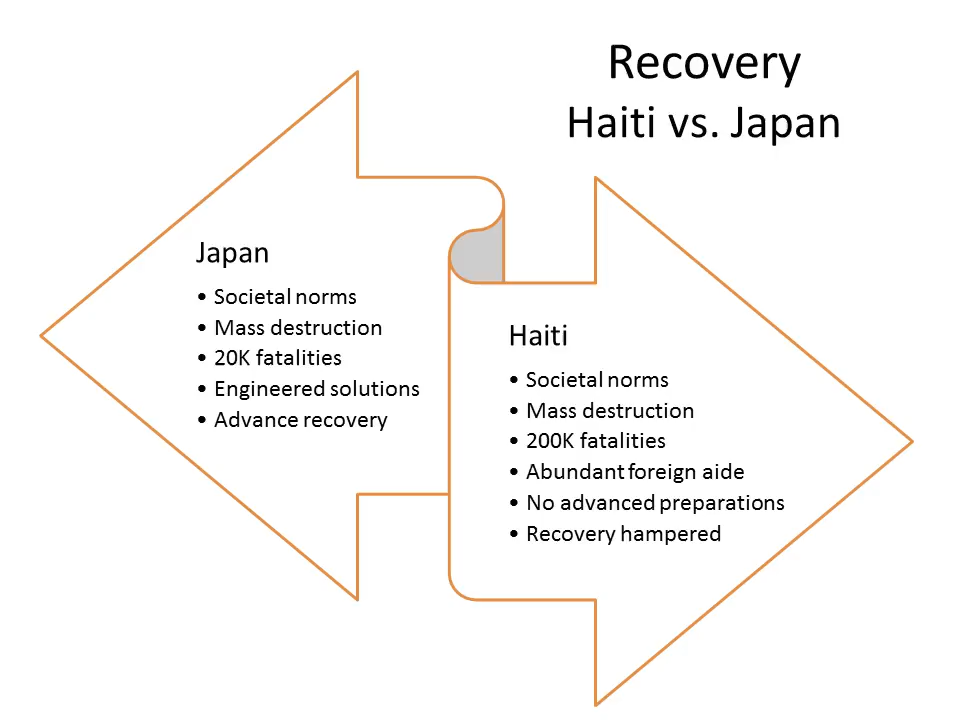 Recovery
Haiti vs. Japan
Japan
• Societal norms
• Mass destruction
• 20K fatalities
• Engineered solutions
• Advance recovery
Haiti
• Societal norms
• Mass destruction
• 200K fatalities
• Abundant foreign aide
• No advanced preparations
• Recovery hampered